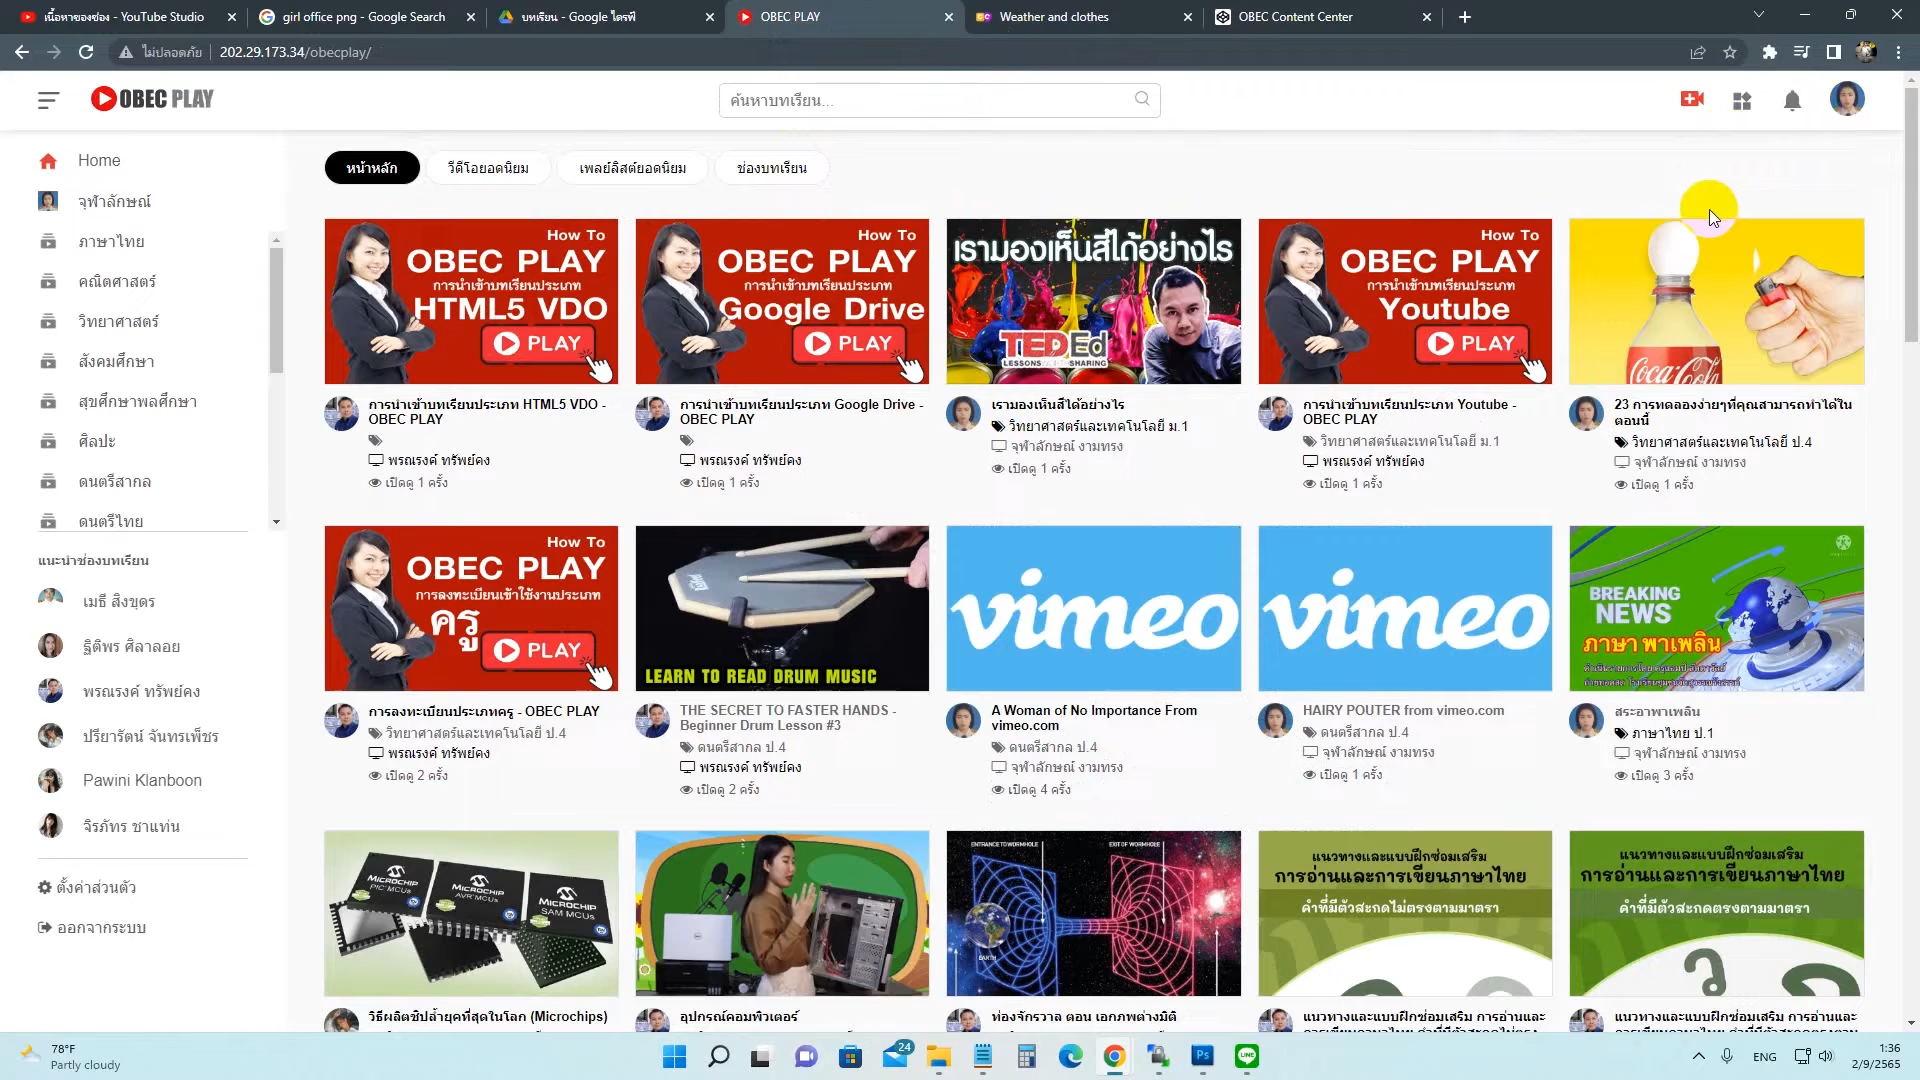 เนื้อหาของช่อง - YouTube Studio
girl office png - Google Search
บทเรียน - Google ไดรฟ์
OBEC PLAY
Weather and clothes
OBEC Content Center
ไม่ปลอดภัย
202.29.173.34/obecplay/
OBEC PLAY
ค้นหาบทเรียน...
Home
จุฬาลักษณ์
ภาษาไทย
คณิตศาสตร์
วิทยาศาสตร์
สังคมศึกษา
สุขศึกษาพลศึกษา
ศิลปะ
ดนตรีสากล
ดนตรีไทย
แนะนำช่องบทเรียน
เมธี สิงขุดร
ฐิติพร ศิลาลอย
พรณรงค์ ทรัพย์คง
ปรียารัตน์ จันทรเพ็ชร
Pawini Klanboon
จิรภัทร ชาแท่น
ตั้งค่าส่วนตัว
ออกจากระบบ
หน้าหลัก
วีดีโอยอดนิยม
เพลย์ลิสต์ยอดนิยม
ช่องบทเรียน
How To
OBEC PLAY
การนำเข้าบทเรียนประเภท
HTML5 VDO
PLAY
การนำเข้าบทเรียนประเภท HTML5 VDO -
OBEC PLAY
พรณรงค์ ทรัพย์คง
เปิดดู 1 ครั้ง
How To
OBEC PLAY
การนำเข้าบทเรียนประเภท
Google Drive
PLAY
การนำเข้าบทเรียนประเภท Google Drive -
OBEC PLAY
พรณรงค์ ทรัพย์คง
เปิดดู 1 ครั้ง
เรามองเห็นสีได้อย่างไร
TEDEd
LESSONS SHARING
เรามองเห็นสีได้อย่างไร
วิทยาศาสตร์และเทคโนโลยี ม.1
จุฬาลักษณ์ งามทรง
เปิดดู 1 ครั้ง
How To
OBEC PLAY
การนำเข้าบทเรียนประเภท
Youtube
PLAY
การนำเข้าบทเรียนประเภท Youtube -
OBEC PLAY
วิทยาศาสตร์และเทคโนโลยี ม.1
พรณรงค์ ทรัพย์คง
เปิดดู 1 ครั้ง
Coca-Cola
23 การทดลองง่ายๆที่คุณสามารถทำได้ใน
ตอนนี้
วิทยาศาสตร์และเทคโนโลยี ป.4
จุฬาลักษณ์ งามทรง
เปิดดู 1 ครั้ง
How To
OBEC PLAY
การลงทะเบียนเข้าใช้งานประเภท
ครู
PLAY
การลงทะเบียนประเภทครู - OBEC PLAY
วิทยาศาสตร์และเทคโนโลยี ป.4
พรณรงค์ ทรัพย์คง
เปิดดู 2 ครั้ง
LEARN TO READ DRUM MUSIC
THE SECRET TO FASTER HANDS -
Beginner Drum Lesson #3
ดนตรีสากล ป.4
พรณรงค์ ทรัพย์คง
เปิดดู 2 ครั้ง
vimeo
A Woman of No Importance From
vimeo.com
ดนตรีสากล ป.4
จุฬาลักษณ์ งามทรง
เปิดดู 4 ครั้ง
vimeo
HAIRY POUTER from vimeo.com
ดนตรีสากล ป.4
จุฬาลักษณ์ งามทรง
เปิดดู 1 ครั้ง
BREAKING
NEWS
ภาษา พาเพลิน
สระอาพาเพลิน
ภาษาไทย ป.1
จุฬาลักษณ์ งามทรง
เปิดดู 3 ครั้ง
MICROCHIP
PIC MCUs
MICROCHIP
AVR MCUs
MICROCHIP
SAM MCUs
วิธีผลิตชิปล้ำยุคที่สุดในโลก (Microchips)
อุปกรณ์คอมพิวเตอร์
ENTRANCE TO WORMHOLE
EXIT OF WORMHOLE
EARTH
ท่องจักรวาล ตอน เอกภพต่างมิติ
แนวทางและแบบฝึกซ่อมเสริม
การอ่านและการเขียนภาษาไทย
คำที่มีตัวสะกดไม่ตรงตามมาตรา
แนวทางและแบบฝึกซ่อมเสริม การอ่านและ
แนวทางและแบบฝึกซ่อมเสริม
การอ่านและการเขียนภาษาไทย
คำที่มีตัวสะกดตรงตามมาตรา
แนวทางและแบบฝึกซ่อมเสริม การอ่านและ
78°F
Partly cloudy
24
Ps
LINE
ENG
1:36
2/9/2565